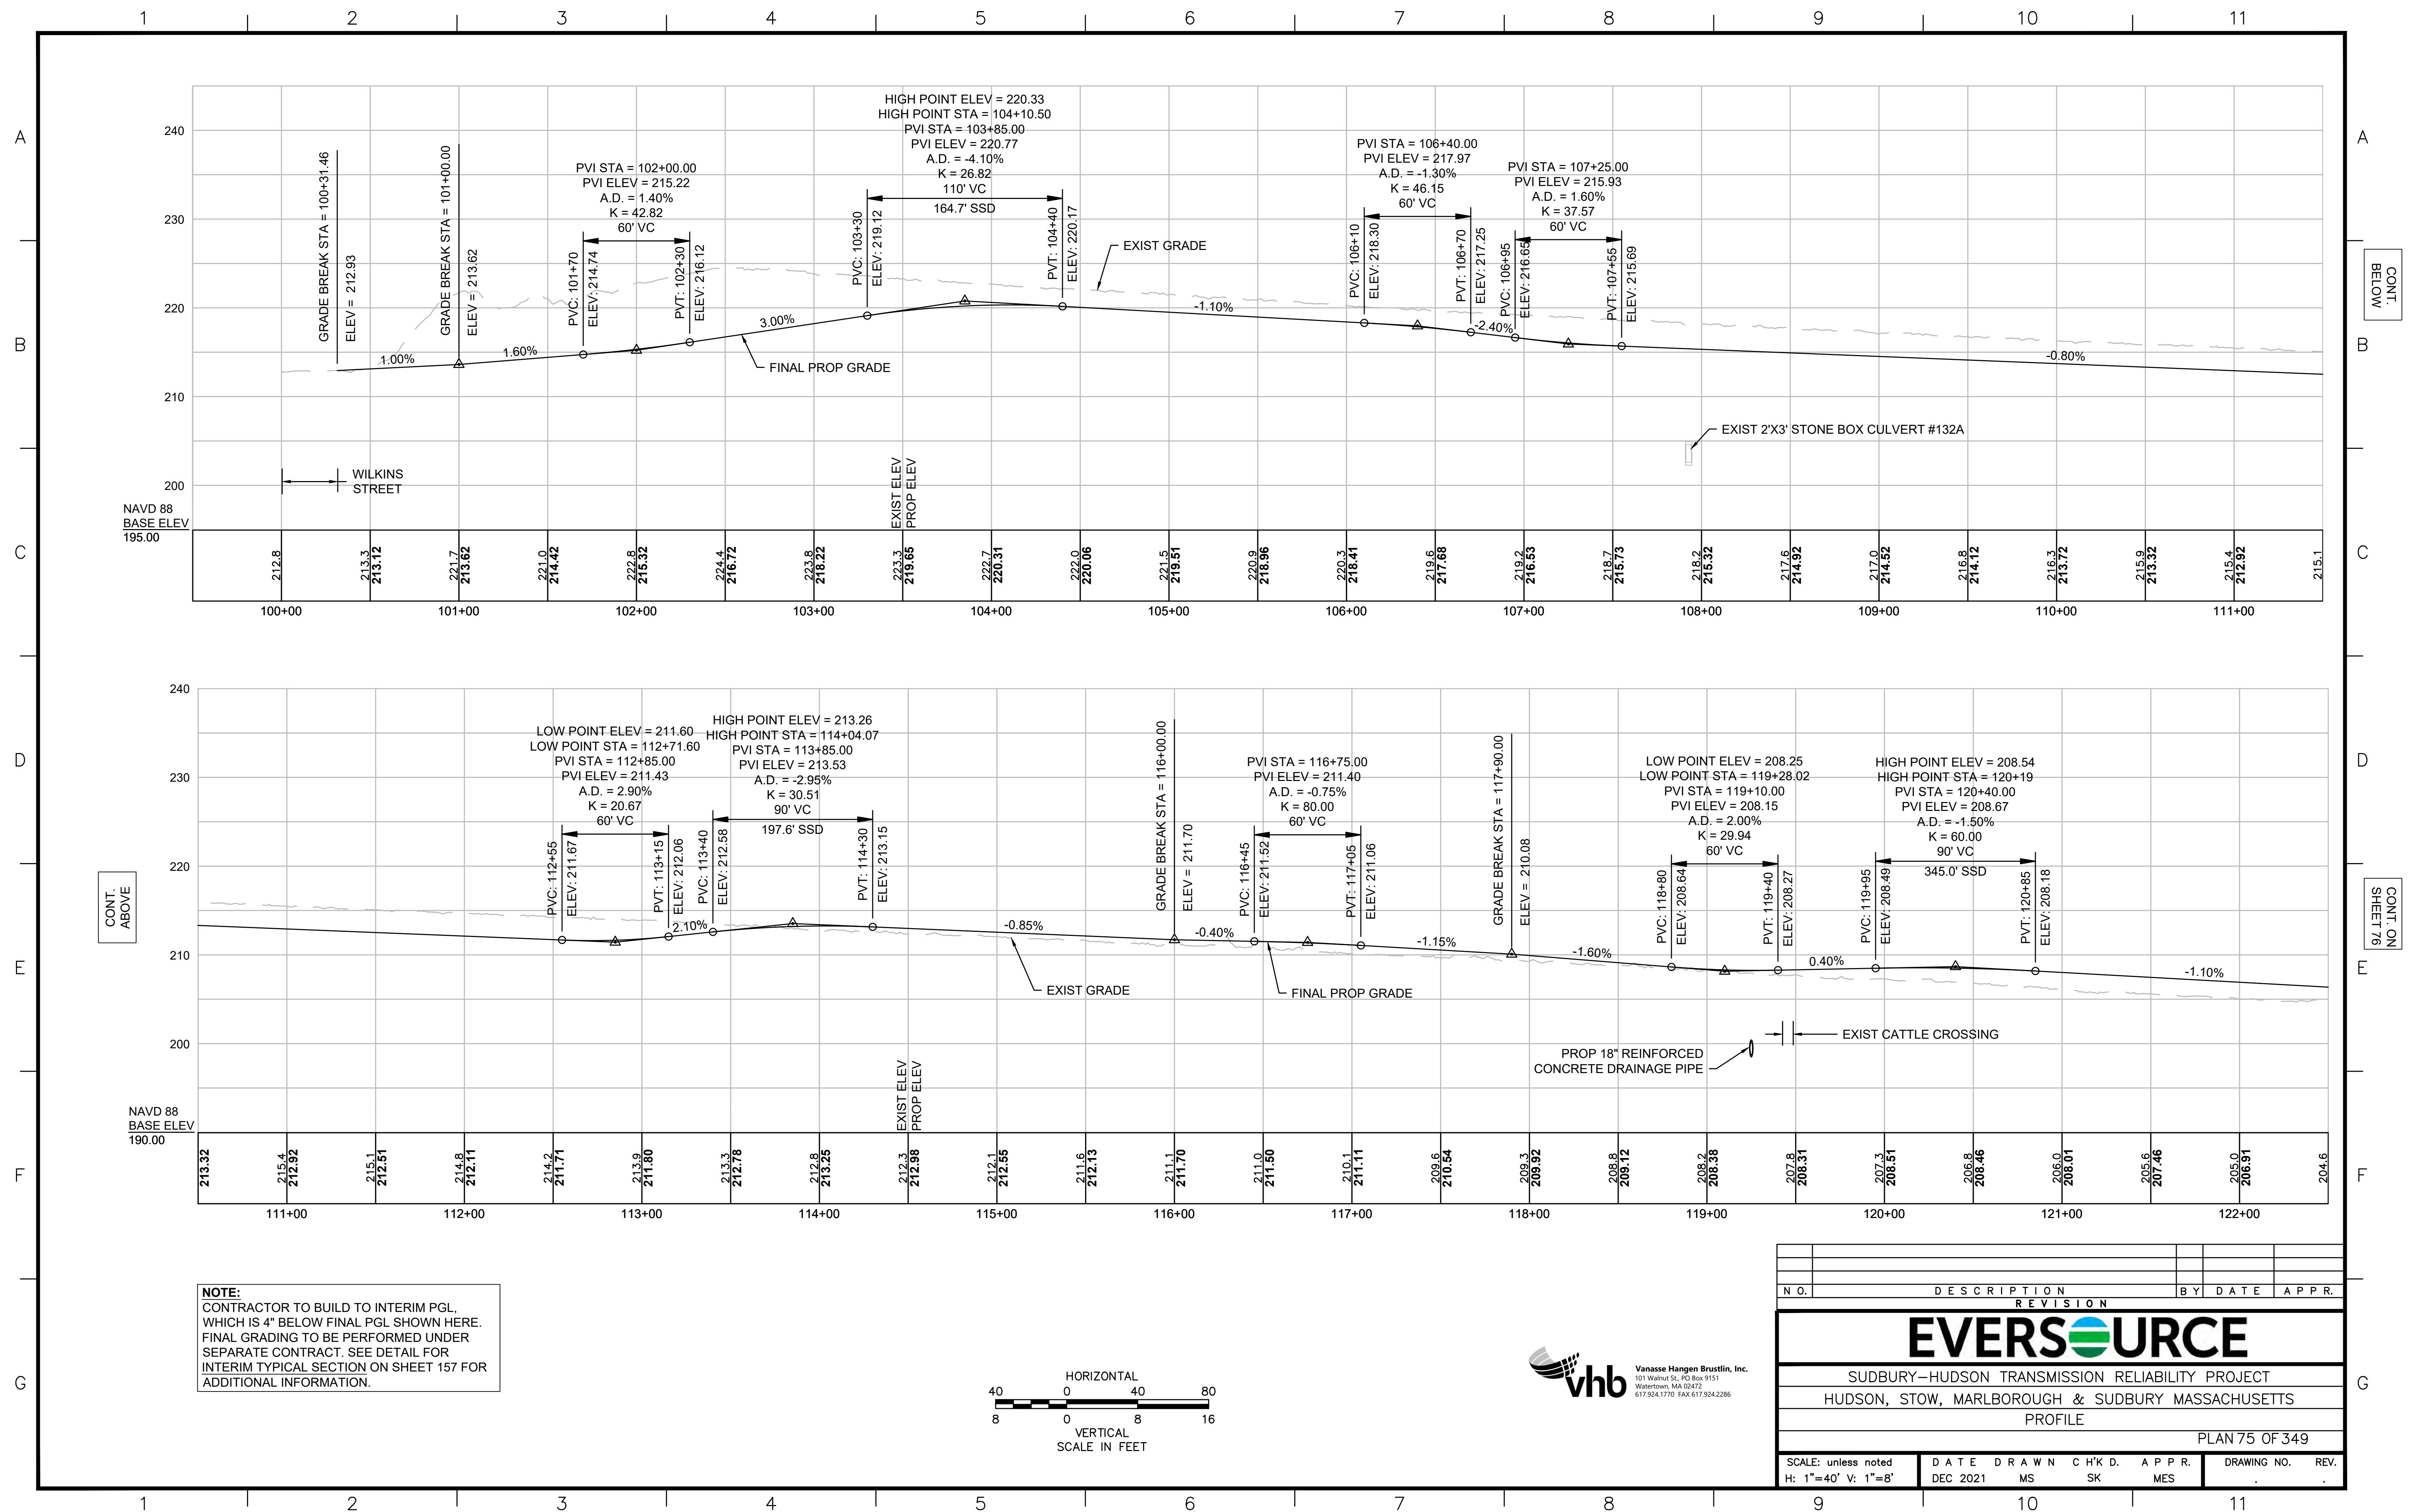 1 2 3 4 5 6 7 8 9 10 11
A
B
C
D
E
F
G
A
B
C
D
E
F
G
240
230
220
210
200
NAVD 88
BASE ELEV
195.00
GRADE BREAK STA = 100+31.46
ELEV = 212.93
GRADE BREAK STA = 101+00.00
ELEV = 213.62
PVI STA = 102+00.00
PVI ELEV = 215.22
A.D. = 1.40%
K = 42.82
60' VC
PVC: 101+70
ELEV: 214.74
PVT: 102+30
ELEV: 216.12
HIGH POINT ELEV = 220.33
HIGH POINT STA = 104+10.50
PVI STA = 103+85.00
PVI ELEV = 220.77
A.D. = -4.10%
K = 26.82
110' VC
164.7' SSD
PVC: 103+30
ELEV: 219.12
PVT: 104+40
ELEV: 220.17
EXIST GRADE
PVI STA = 106+40.00
PVI ELEV = 217.97
A.D. = -1.30%
K = 46.15
60' VC
PVC: 106+10
ELEV: 218.30
PVT: 106+70
ELEV: 217.25
PVI STA = 107+25.00
PVI ELEV = 215.93
A.D. = 1.60%
K = 37.57
60' VC
PVC: 106+95
ELEV: 216.65
PVT: 107+55
ELEV: 215.69
1.00%
1.60%
3.00%
-1.10%
-2.40%
-0.80%
FINAL PROP GRADE
EXIST 2'X3' STONE BOX CULVERT #132A
WILKINS
STREET
EXIST ELEV
PROP ELEV
CONT.
BELOW
212.8
213.3
213.12
221.7
213.62
221.0
214.42
222.8
215.32
224.4
216.72
223.8
218.22
223.3
219.65
222.7
220.31
222.0
220.06
221.5
219.51
220.9
218.96
220.3
218.41
219.6
217.68
219.2
216.53
218.7
215.73
218.2
215.32
217.6
214.92
217.0
214.52
216.8
214.12
216.3
213.72
215.9
213.32
215.4
212.92
215.1
100+00 101+00 102+00 103+00 104+00 105+00 106+00 107+00 108+00 109+00 110+00 111+00
240
230
220
210
200
NAVD 88
BASE ELEV
190.00
CONT.
ABOVE
LOW POINT ELEV = 211.60
LOW POINT STA = 112+71.60
PVI STA = 112+85.00
PVI ELEV = 211.43
A.D. = 2.90%
K = 20.67
60' VC
PVC: 112+55
ELEV: 211.67
PVT: 113+15
ELEV: 212.06
HIGH POINT ELEV = 213.26
HIGH POINT STA = 114+04.07
PVI STA = 113+85.00
PVI ELEV = 213.53
A.D. = -2.95%
K = 30.51
90' VC
197.6' SSD
PVC: 113+40
ELEV: 212.58
PVT: 114+30
ELEV: 213.15
GRADE BREAK STA = 116+00.00
ELEV = 211.70
PVI STA = 116+75.00
PVI ELEV = 211.40
A.D. = -0.75%
K = 80.00
60' VC
PVC: 116+45
ELEV: 211.52
PVT: 117+05
ELEV: 211.06
GRADE BREAK STA = 117+90.00
ELEV = 210.08
LOW POINT ELEV = 208.25
LOW POINT STA = 119+28.02
PVI STA = 119+10.00
PVI ELEV = 208.15
A.D. = 2.00%
K = 29.94
60' VC
PVC: 118+80
ELEV: 208.64
PVT: 119+40
ELEV: 208.27
HIGH POINT ELEV = 208.54
HIGH POINT STA = 120+19
PVI STA = 120+40.00
PVI ELEV = 208.67
A.D. = -1.50%
K = 60.00
90' VC
345.0' SSD
PVC: 119+95
ELEV: 208.49
PVT: 120+85
ELEV: 208.18
2.10%
-0.85%
-0.40%
-1.15%
-1.60%
0.40%
-1.10%
EXIST GRADE
FINAL PROP GRADE
EXIST CATTLE CROSSING
PROP 18" REINFORCED
CONCRETE DRAINAGE PIPE
EXIST ELEV
PROP ELEV
CONT. ON
SHEET 76
213.32
215.4
212.92
215.1
212.51
214.8
212.11
214.2
211.71
213.9
211.80
213.3
212.78
212.8
213.25
212.3
212.98
212.1
212.55
211.6
212.13
211.1
211.70
211.0
211.50
210.1
211.11
209.6
210.54
209.3
209.92
208.8
209.12
208.2
208.38
207.8
208.31
207.3
208.51
206.8
208.46
206.0
208.01
205.6
207.46
205.0
206.91
204.6
111+00 112+00 113+00 114+00 115+00 116+00 117+00 118+00 119+00 120+00 121+00 122+00
NOTE:
CONTRACTOR TO BUILD TO INTERIM PGL,
WHICH IS 4" BELOW FINAL PGL SHOWN HERE.
FINAL GRADING TO BE PERFORMED UNDER
SEPARATE CONTRACT. SEE DETAIL FOR
INTERIM TYPICAL SECTION ON SHEET 157 FOR
ADDITIONAL INFORMATION.
HORIZONTAL
40 0 40 80
8 0 8 16
VERTICAL
SCALE IN FEET
vhb
Vanasse Hangen Brustlin, Inc.
101 Walnut St., PO Box 9151
Watertown, MA 02472
617.924.1770 FAX 617.924.2286
NO. DESCRIPTION BY DATE APPR.
REVISION
EVERSOURCE
SUDBURY-HUDSON TRANSMISSION RELIABILITY PROJECT
HUDSON, STOW, MARLBOROUGH & SUDBURY MASSACHUSETTS
PROFILE
PLAN 75 OF 349
SCALE: unless noted DATE DRAWN CH'K D. APPR. DRAWING NO. REV.
H: 1"=40' V: 1"=8' DEC 2021 MS SK MES . .
1 2 3 4 5 6 7 8 9 10 11